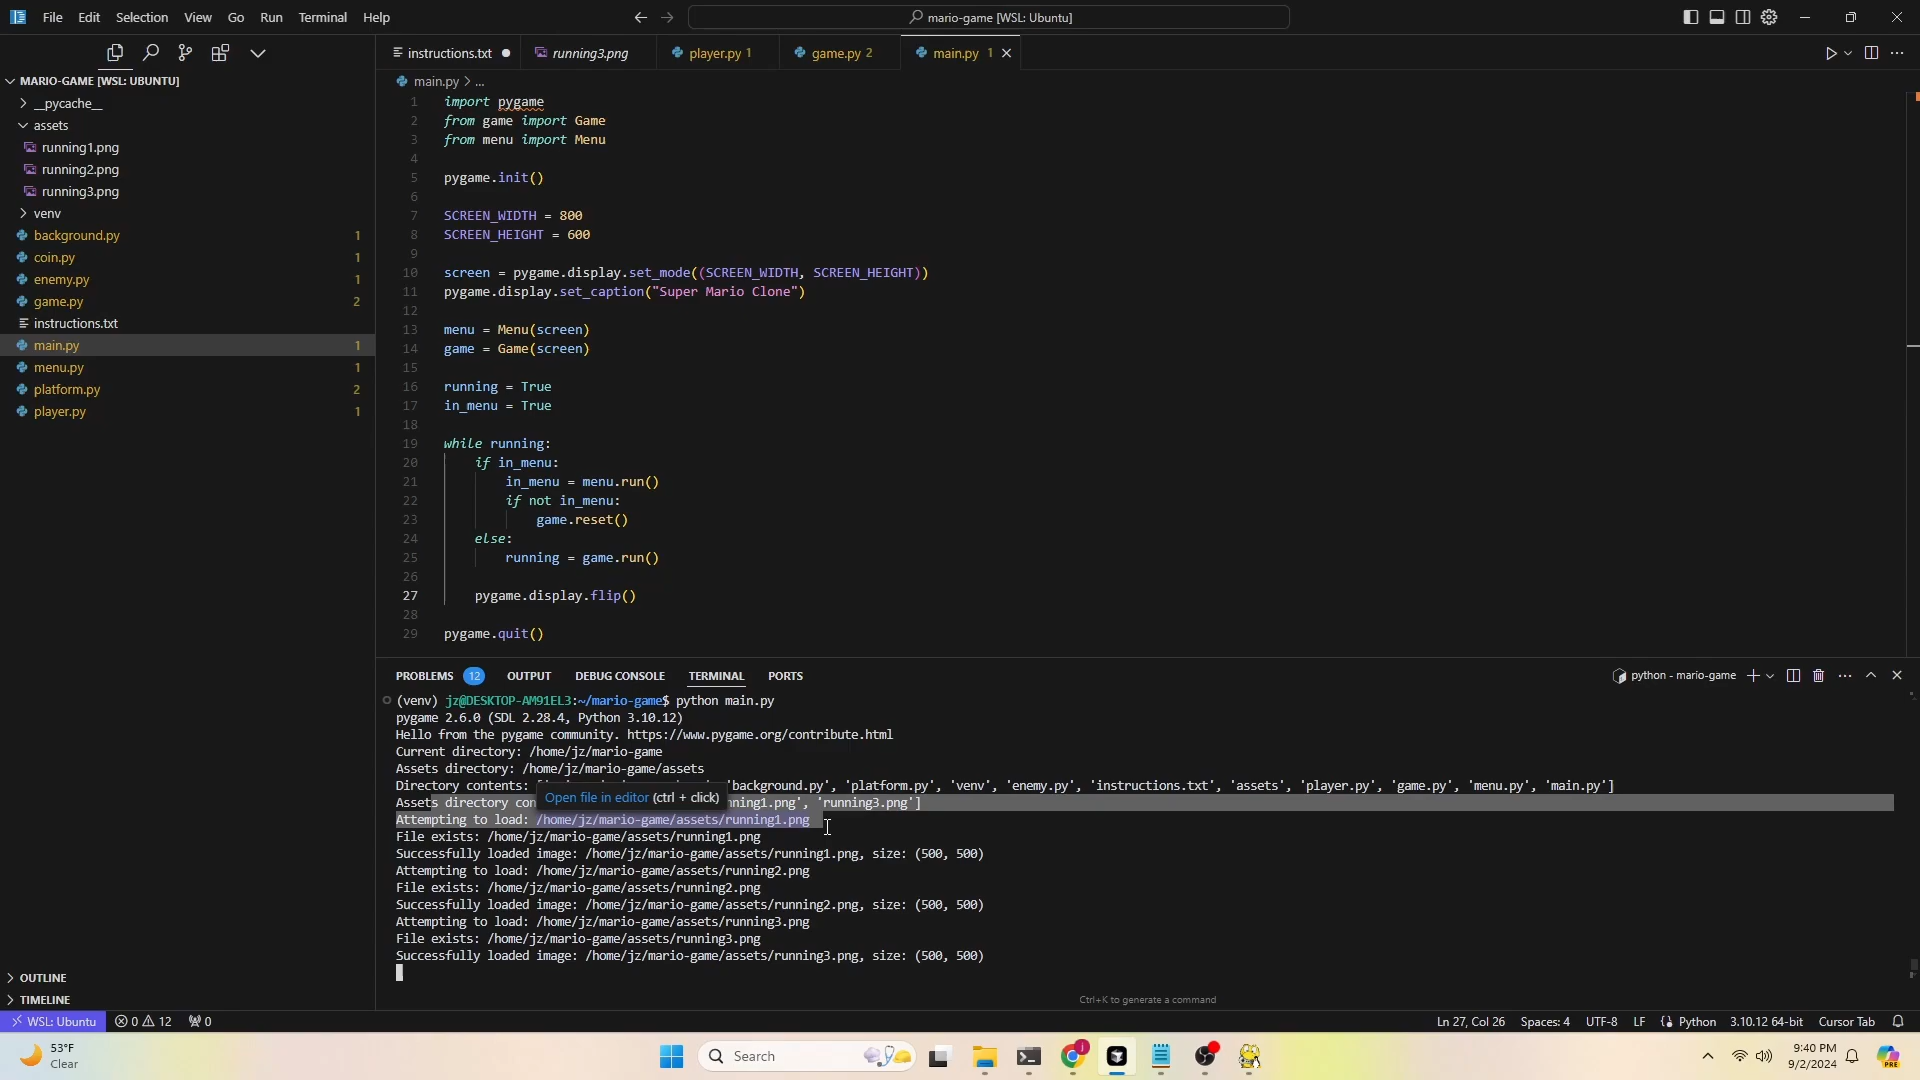 File Edit Selection View Go Run Terminal Help
mario-game [WSL: Ubuntu]
MARIO-GAME [WSL: UBUNTU]
__pycache__
assets
running1.png
running2.png
running3.png
venv
background.py 1
coin.py 1
enemy.py 1
game.py 2
instructions.txt
main.py 1
menu.py 1
platform.py 2
player.py 1
OUTLINE
TIMELINE
instructions.txt running3.png player.py 1 game.py 2 main.py 1
main.py > ...
1 import pygame
2 from game import Game
3 from menu import Menu
4
5 pygame.init()
6
7 SCREEN_WIDTH = 800
8 SCREEN_HEIGHT = 600
9
10 screen = pygame.display.set_mode((SCREEN_WIDTH, SCREEN_HEIGHT))
11 pygame.display.set_caption("Super Mario Clone")
12
13 menu = Menu(screen)
14 game = Game(screen)
15
16 running = True
17 in_menu = True
18
19 while running:
20 if in_menu:
21 in_menu = menu.run()
22 if not in_menu:
23 game.reset()
24 else:
25 running = game.run()
26
27 pygame.display.flip()
28
29 pygame.quit()
PROBLEMS 12 OUTPUT DEBUG CONSOLE TERMINAL PORTS
python - mario-game
(venv) jz@DESKTOP-AM91EL3:~/mario-game$ python main.py
pygame 2.6.0 (SDL 2.28.4, Python 3.10.12)
Hello from the pygame community. https://www.pygame.org/contribute.html
Current directory: /home/jz/mario-game
Assets directory: /home/jz/mario-game/assets
Directory contents: 'background.py', 'platform.py', 'venv', 'enemy.py', 'instructions.txt', 'assets', 'player.py', 'game.py', 'menu.py', 'main.py']
Open file in editor (ctrl + click)
Assets directory con nning1.png', 'running3.png']
Attempting to load: /home/jz/mario-game/assets/running1.png
File exists: /home/jz/mario-game/assets/running1.png
Successfully loaded image: /home/jz/mario-game/assets/running1.png, size: (500, 500)
Attempting to load: /home/jz/mario-game/assets/running2.png
File exists: /home/jz/mario-game/assets/running2.png
Successfully loaded image: /home/jz/mario-game/assets/running2.png, size: (500, 500)
Attempting to load: /home/jz/mario-game/assets/running3.png
File exists: /home/jz/mario-game/assets/running3.png
Successfully loaded image: /home/jz/mario-game/assets/running3.png, size: (500, 500)
Ctrl+K to generate a command
WSL: Ubuntu 0 12 0
Ln 27, Col 26 Spaces: 4 UTF-8 LF Python 3.10.12 64-bit Cursor Tab
53°F
Clear
Search
9:40 PM
9/2/2024
PRE